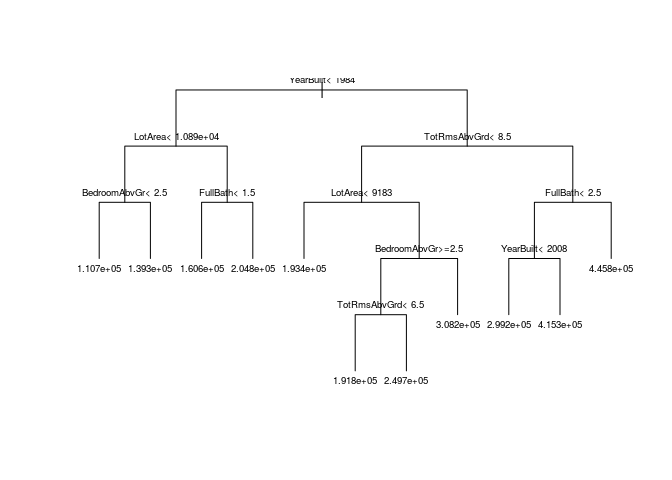 YearBuilt< 1984
LotArea< 1.089e+04
TotRmsAbvGrd< 8.5
BedroomAbvGr< 2.5
FullBath< 1.5
LotArea< 9183
FullBath< 2.5
BedroomAbvGr>=2.5
YearBuilt< 2008
1.107e+05
1.393e+05
1.606e+05
2.048e+05
1.934e+05
4.458e+05
TotRmsAbvGrd< 6.5
3.082e+05
2.992e+05
4.153e+05
1.918e+05
2.497e+05